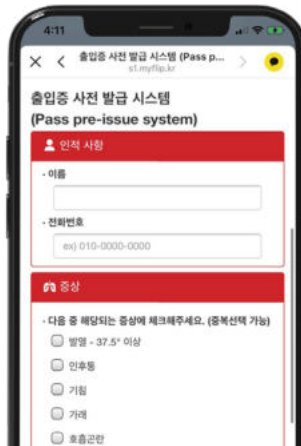 4:11
출입증 사전 발급 시스템 (Pass p...
s1.myflip.kr
출입증 사전 발급 시스템
(Pass pre-issue system)
인적 사항
· 이름
· 전화번호
ex) 010-0000-0000
증상
· 다음 중 해당되는 증상에 체크해주세요. (중복선택 가능)
발열 - 37.5° 이상
인후통
기침
가래
호흡곤란